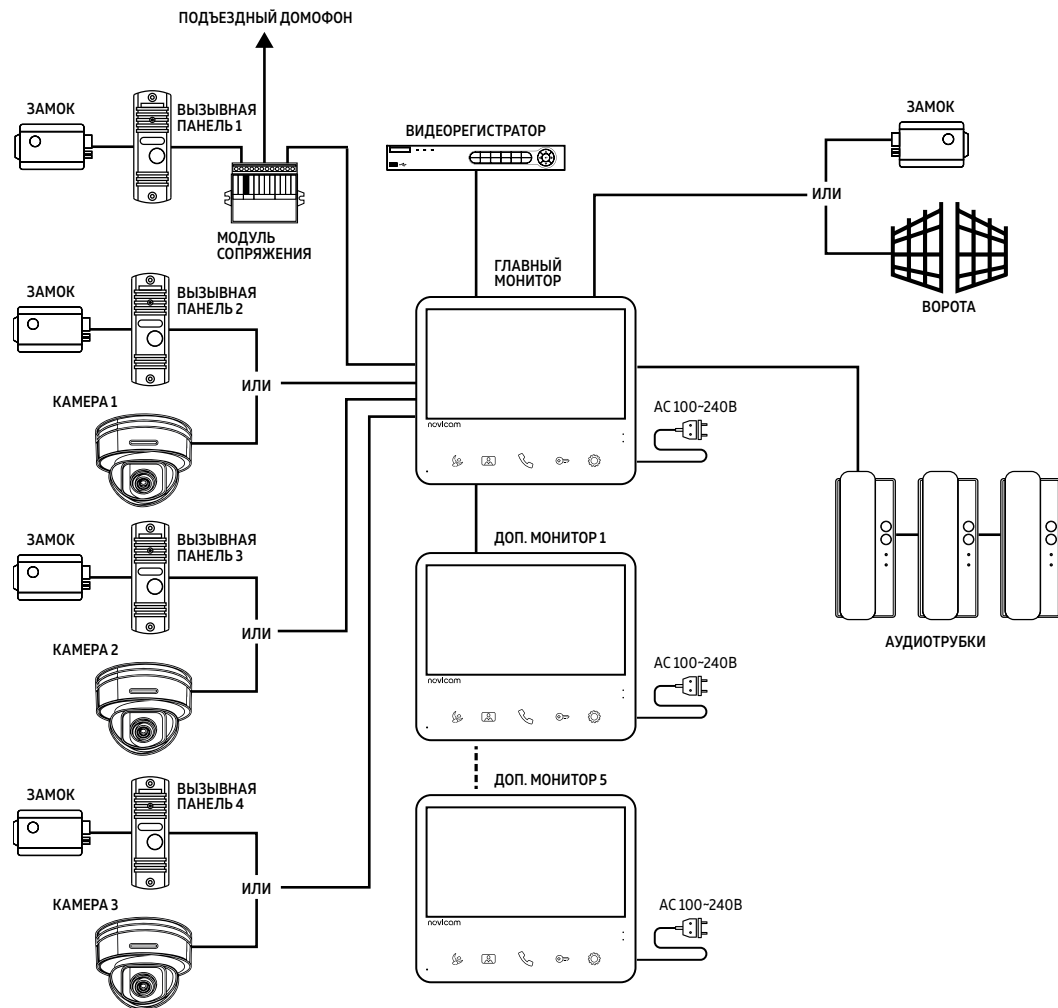 ПОДЪЕЗДНЫЙ ДОМОФОН
ЗАМОК
ВЫЗЫВНАЯ
ПАНЕЛЬ 1
МОДУЛЬ
СОПРЯЖЕНИЯ
ВИДЕОРЕГИСТРАТОР
ЗАМОК
ИЛИ
ВОРОТА
ГЛАВНЫЙ
МОНИТОР
ЗАМОК
ВЫЗЫВНАЯ
ПАНЕЛЬ 2
ИЛИ
КАМЕРА 1
novicam
AC 100~240В
ЗАМОК
ВЫЗЫВНАЯ
ПАНЕЛЬ 3
ИЛИ
КАМЕРА 2
ДОП. МОНИТОР 1
novicam
AC 100~240В
АУДИОТРУБКИ
ЗАМОК
ВЫЗЫВНАЯ
ПАНЕЛЬ 4
ИЛИ
КАМЕРА 3
ДОП. МОНИТОР 5
novicam
AC 100~240В